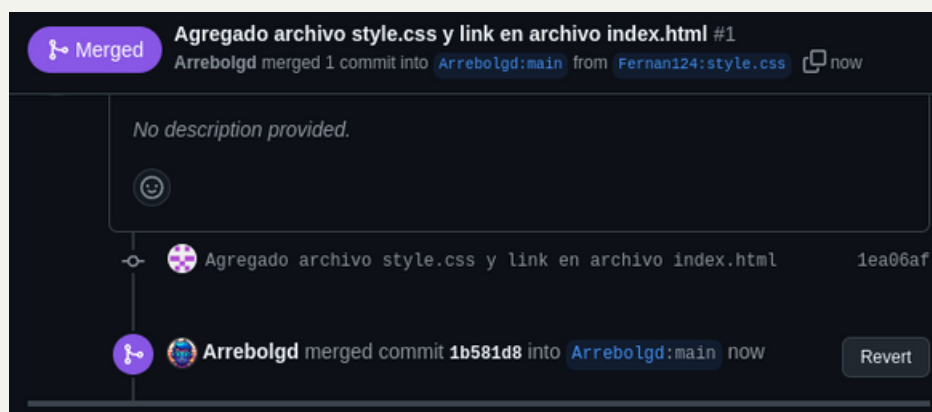 Merged
Agregado archivo style.css y link en archivo index.html #1
Arrebolgd merged 1 commit into Arrebolgd:main from Fernan124:style.css now
No description provided.
Agregado archivo style.css y link en archivo index.html 1ea06af
Arrebolgd merged commit 1b581d8 into Arrebolgd:main now
Revert